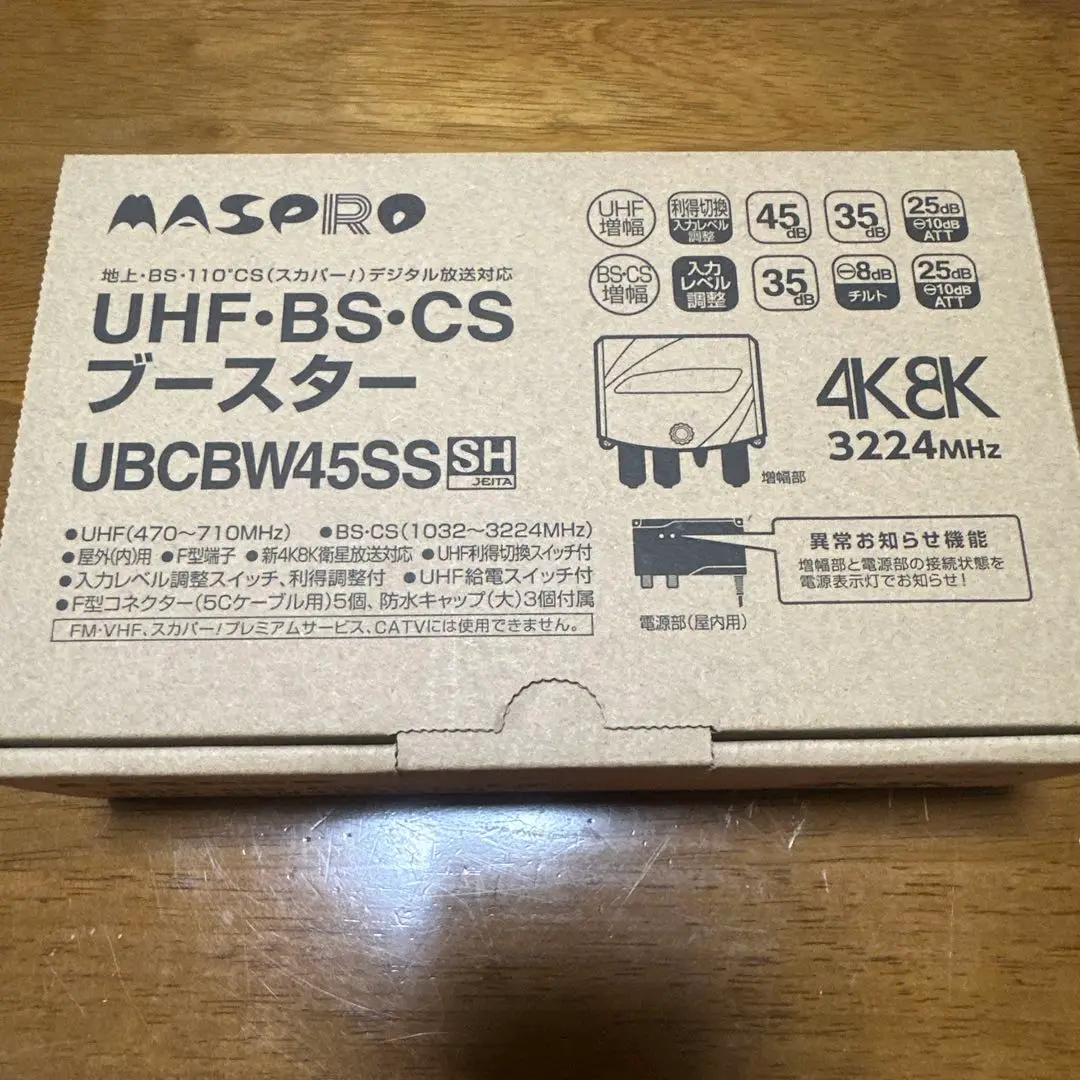 MASPRO
地上・BS・110°CS(スカパー!)デジタル放送対応
UHF・BS・CS
ブースター
UBCBW45SS SH JEITA
●UHF(470〜710MHz) ●BS・CS(1032〜3224MHz)
●屋外(内)用 ●F型端子 ●新4K8K衛星放送対応 ●UHF利得切換スイッチ付
●入力レベル調整スイッチ、利得調整付 ●UHF給電スイッチ付
●F型コネクター(5Cケーブル用)5個、防水キャップ(大)3個付属
FM・VHF、スカパー!プレミアムサービス、CATVには使用できません。
UHF増幅 利得切換 入力レベル調整 45dB 35dB 25dB ⊖10dB ATT
BS・CS増幅 入力レベル調整 35dB ⊖8dB チルト 25dB ⊖10dB ATT
4K8K
3224MHz
増幅部
異常お知らせ機能
増幅部と電源部の接続状態を
電源表示灯でお知らせ!
電源部(屋内用)